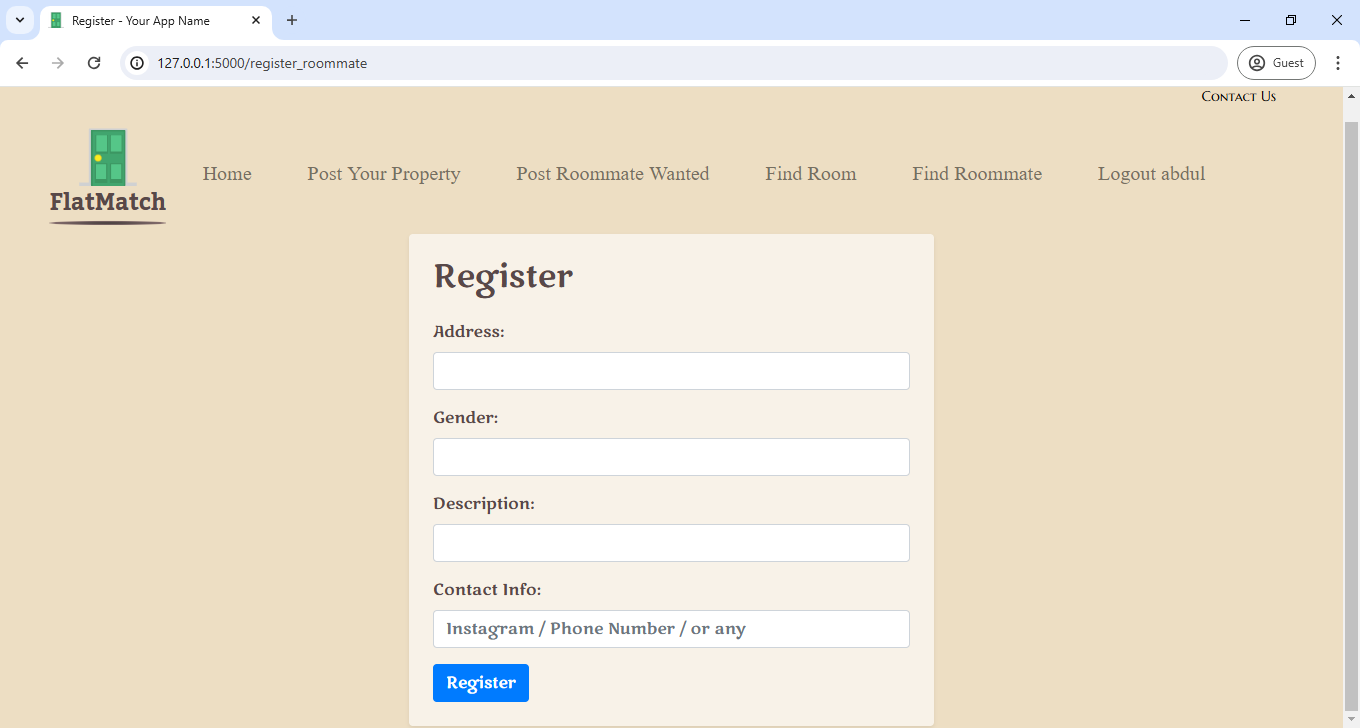 Register - Your App Name
127.0.0.1:5000/register_roommate
Guest
Contact Us
FlatMatch
Home Post Your Property Post Roommate Wanted Find Room Find Roommate Logout abdul
Register
Address:
Gender:
Description:
Contact Info:
Instagram / Phone Number / or any
Register